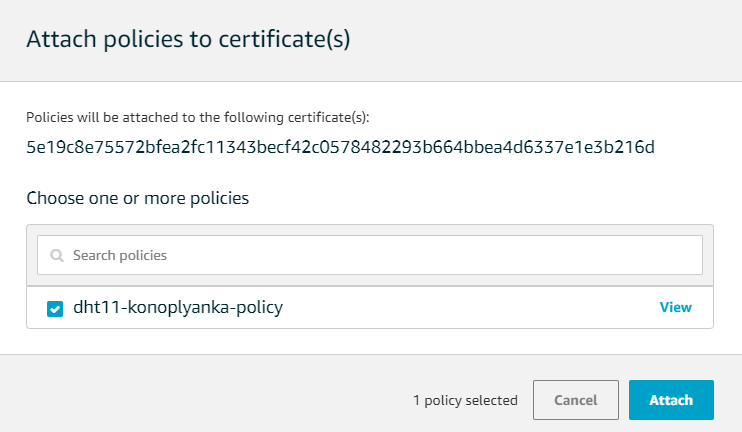 Attach policies to certificate(s)
Policies will be attached to the following certificate(s):
5e19c8e75572bfea2fc11343becf42c0578482293b664bbea4d6337e1e3b216d
Choose one or more policies
Search policies
dht11-konoplyanka-policy View
1 policy selected Cancel Attach